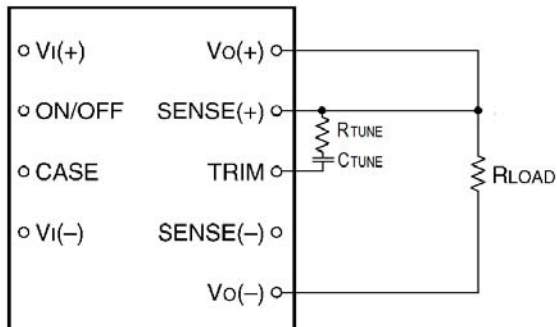 VI(+)
VO(+)
ON/OFF
SENSE(+)
RTUNE
CTUNE
CASE
TRIM
RLOAD
VI(–)
SENSE(–)
VO(–)